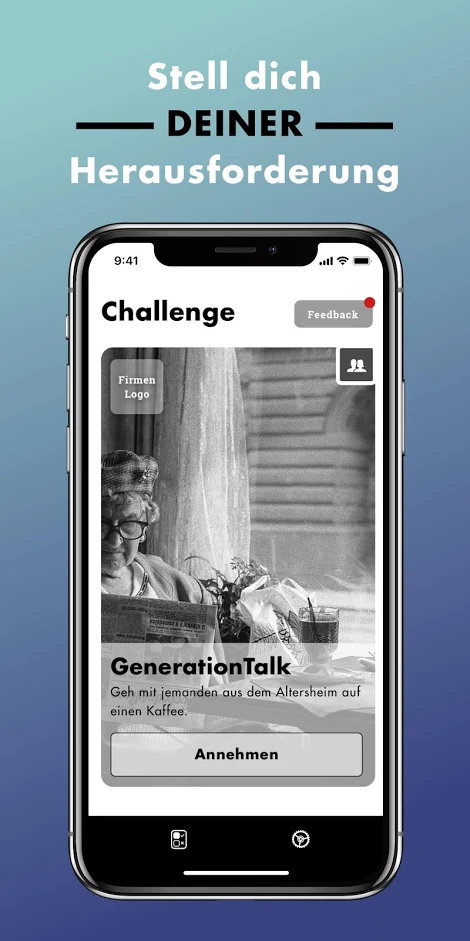 Stell dich
DEINER
Herausforderung
9:41
Challenge
Feedback
Firmen
Logo
GenerationTalk
Geh mit jemanden aus dem Altersheim auf
einen Kaffee.
Annehmen